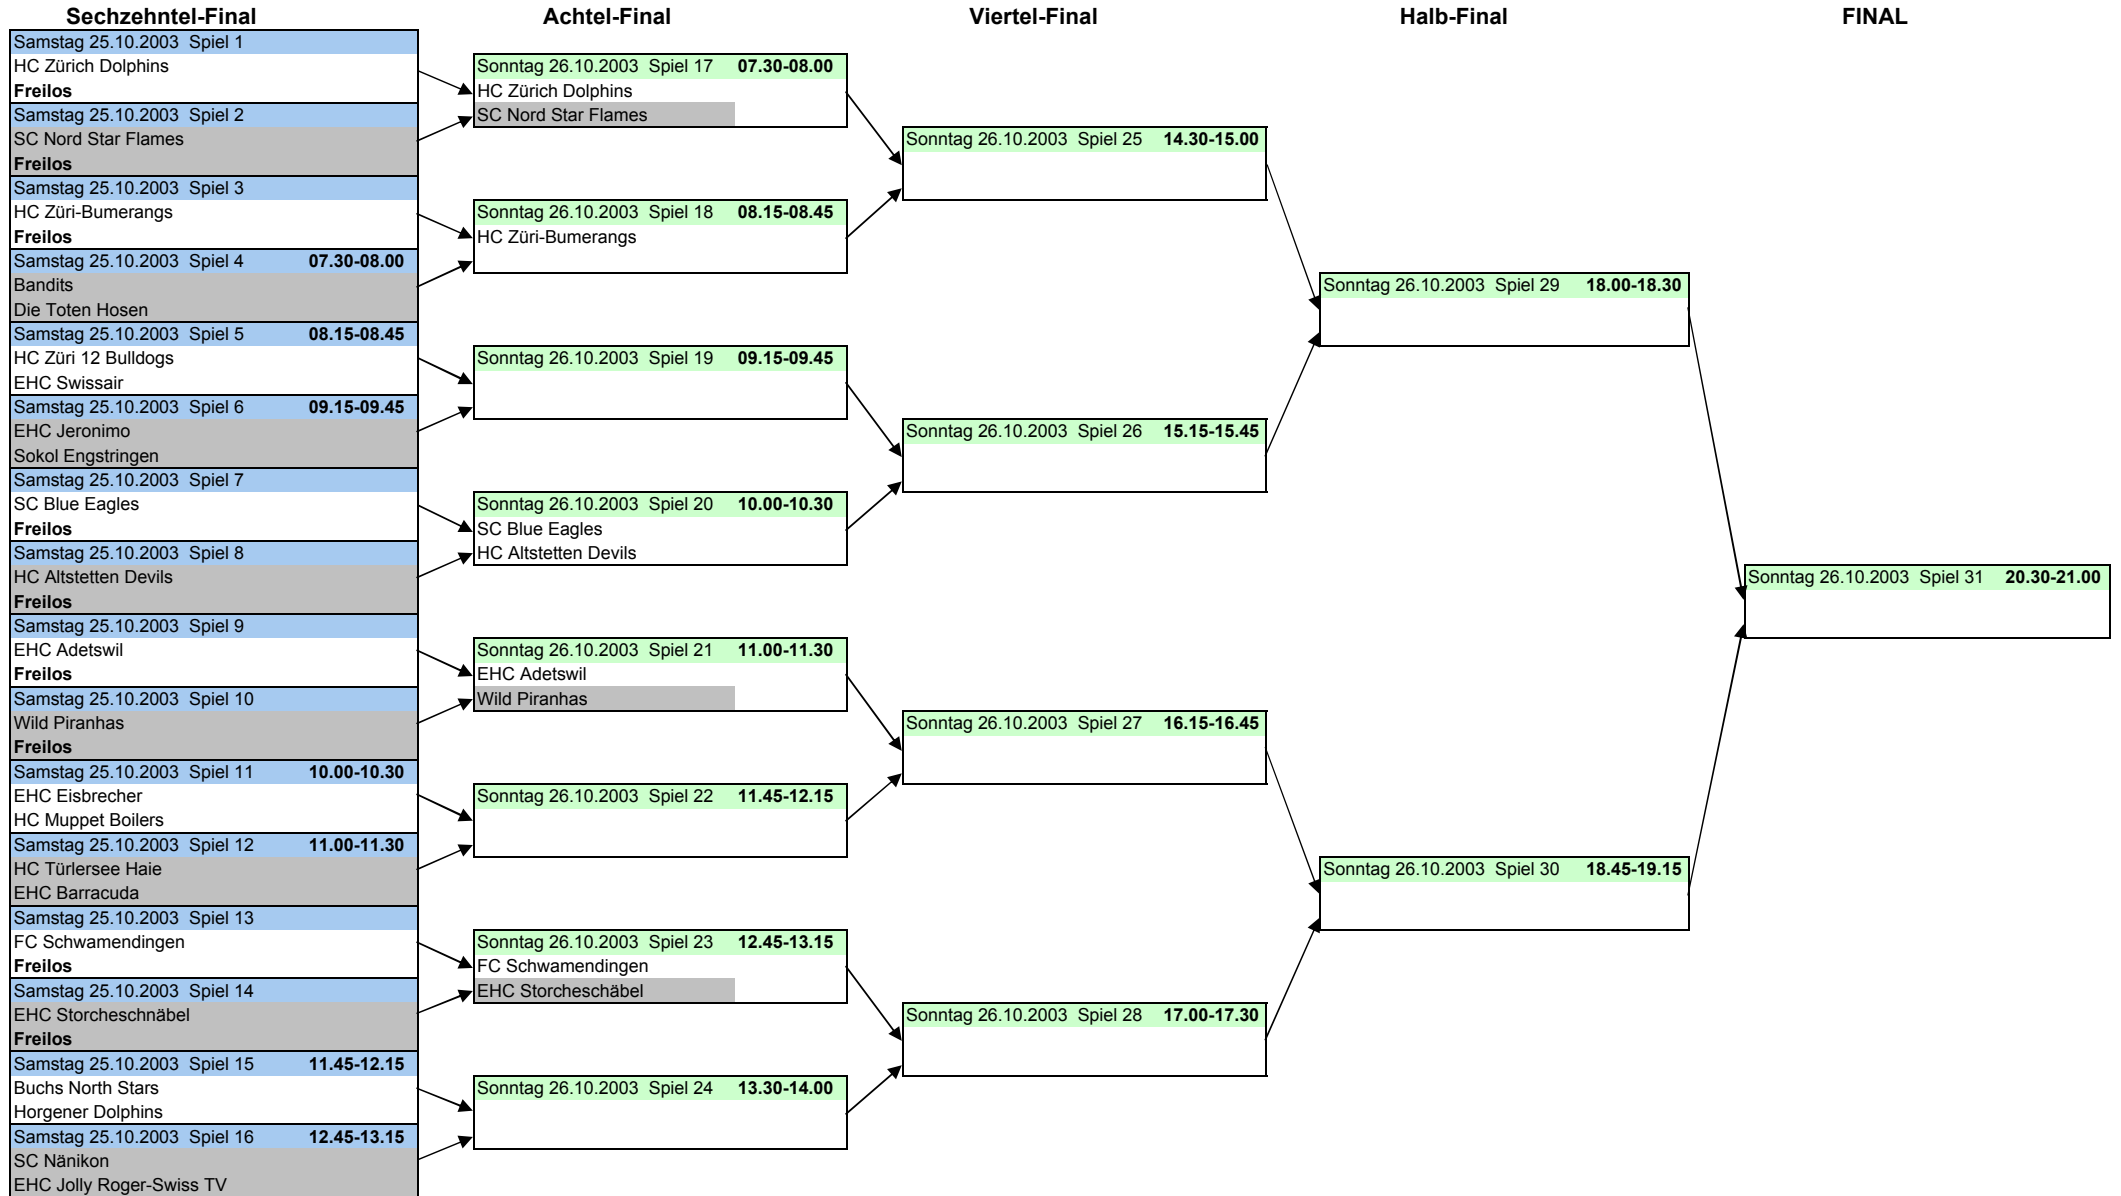 Sechzehntel-Final
Achtel-Final
Viertel-Final
Halb-Final
FINAL
Samstag 25.10.2003 Spiel 1
HC Zürich Dolphins
Freilos
Samstag 25.10.2003 Spiel 2
SC Nord Star Flames
Freilos
Samstag 25.10.2003 Spiel 3
HC Züri-Bumerangs
Freilos
Samstag 25.10.2003 Spiel 4 07.30-08.00
Bandits
Die Toten Hosen
Samstag 25.10.2003 Spiel 5 08.15-08.45
HC Züri 12 Bulldogs
EHC Swissair
Samstag 25.10.2003 Spiel 6 09.15-09.45
EHC Jeronimo
Sokol Engstringen
Samstag 25.10.2003 Spiel 7
SC Blue Eagles
Freilos
Samstag 25.10.2003 Spiel 8
HC Altstetten Devils
Freilos
Samstag 25.10.2003 Spiel 9
EHC Adetswil
Freilos
Samstag 25.10.2003 Spiel 10
Wild Piranhas
Freilos
Samstag 25.10.2003 Spiel 11 10.00-10.30
EHC Eisbrecher
HC Muppet Boilers
Samstag 25.10.2003 Spiel 12 11.00-11.30
HC Türlersee Haie
EHC Barracuda
Samstag 25.10.2003 Spiel 13
FC Schwamendingen
Freilos
Samstag 25.10.2003 Spiel 14
EHC Storcheschnäbel
Freilos
Samstag 25.10.2003 Spiel 15 11.45-12.15
Buchs North Stars
Horgener Dolphins
Samstag 25.10.2003 Spiel 16 12.45-13.15
SC Nänikon
EHC Jolly Roger-Swiss TV
Sonntag 26.10.2003 Spiel 17 07.30-08.00
HC Zürich Dolphins
SC Nord Star Flames
Sonntag 26.10.2003 Spiel 18 08.15-08.45
HC Züri-Bumerangs
Sonntag 26.10.2003 Spiel 19 09.15-09.45
Sonntag 26.10.2003 Spiel 20 10.00-10.30
SC Blue Eagles
HC Altstetten Devils
Sonntag 26.10.2003 Spiel 21 11.00-11.30
EHC Adetswil
Wild Piranhas
Sonntag 26.10.2003 Spiel 22 11.45-12.15
Sonntag 26.10.2003 Spiel 23 12.45-13.15
FC Schwamendingen
EHC Storcheschäbel
Sonntag 26.10.2003 Spiel 24 13.30-14.00
Sonntag 26.10.2003 Spiel 25 14.30-15.00
Sonntag 26.10.2003 Spiel 26 15.15-15.45
Sonntag 26.10.2003 Spiel 27 16.15-16.45
Sonntag 26.10.2003 Spiel 28 17.00-17.30
Sonntag 26.10.2003 Spiel 29 18.00-18.30
Sonntag 26.10.2003 Spiel 30 18.45-19.15
Sonntag 26.10.2003 Spiel 31 20.30-21.00